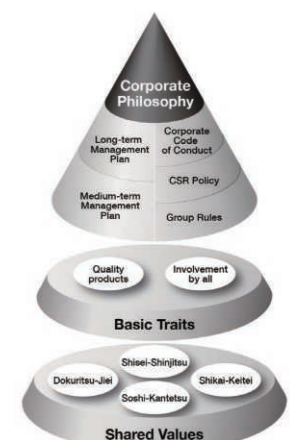 Corporate
Philosophy
Long-term
Management
Plan
Corporate
Code
of Conduct
CSR Policy
Medium-term
Management
Plan
Group Rules
Quality
products
Involvement
by all
Basic Traits
Shisei-Shinjitsu
Dokuritsu-Jiei
Shikai-Keitei
Soshi-Kantetsu
Shared Values